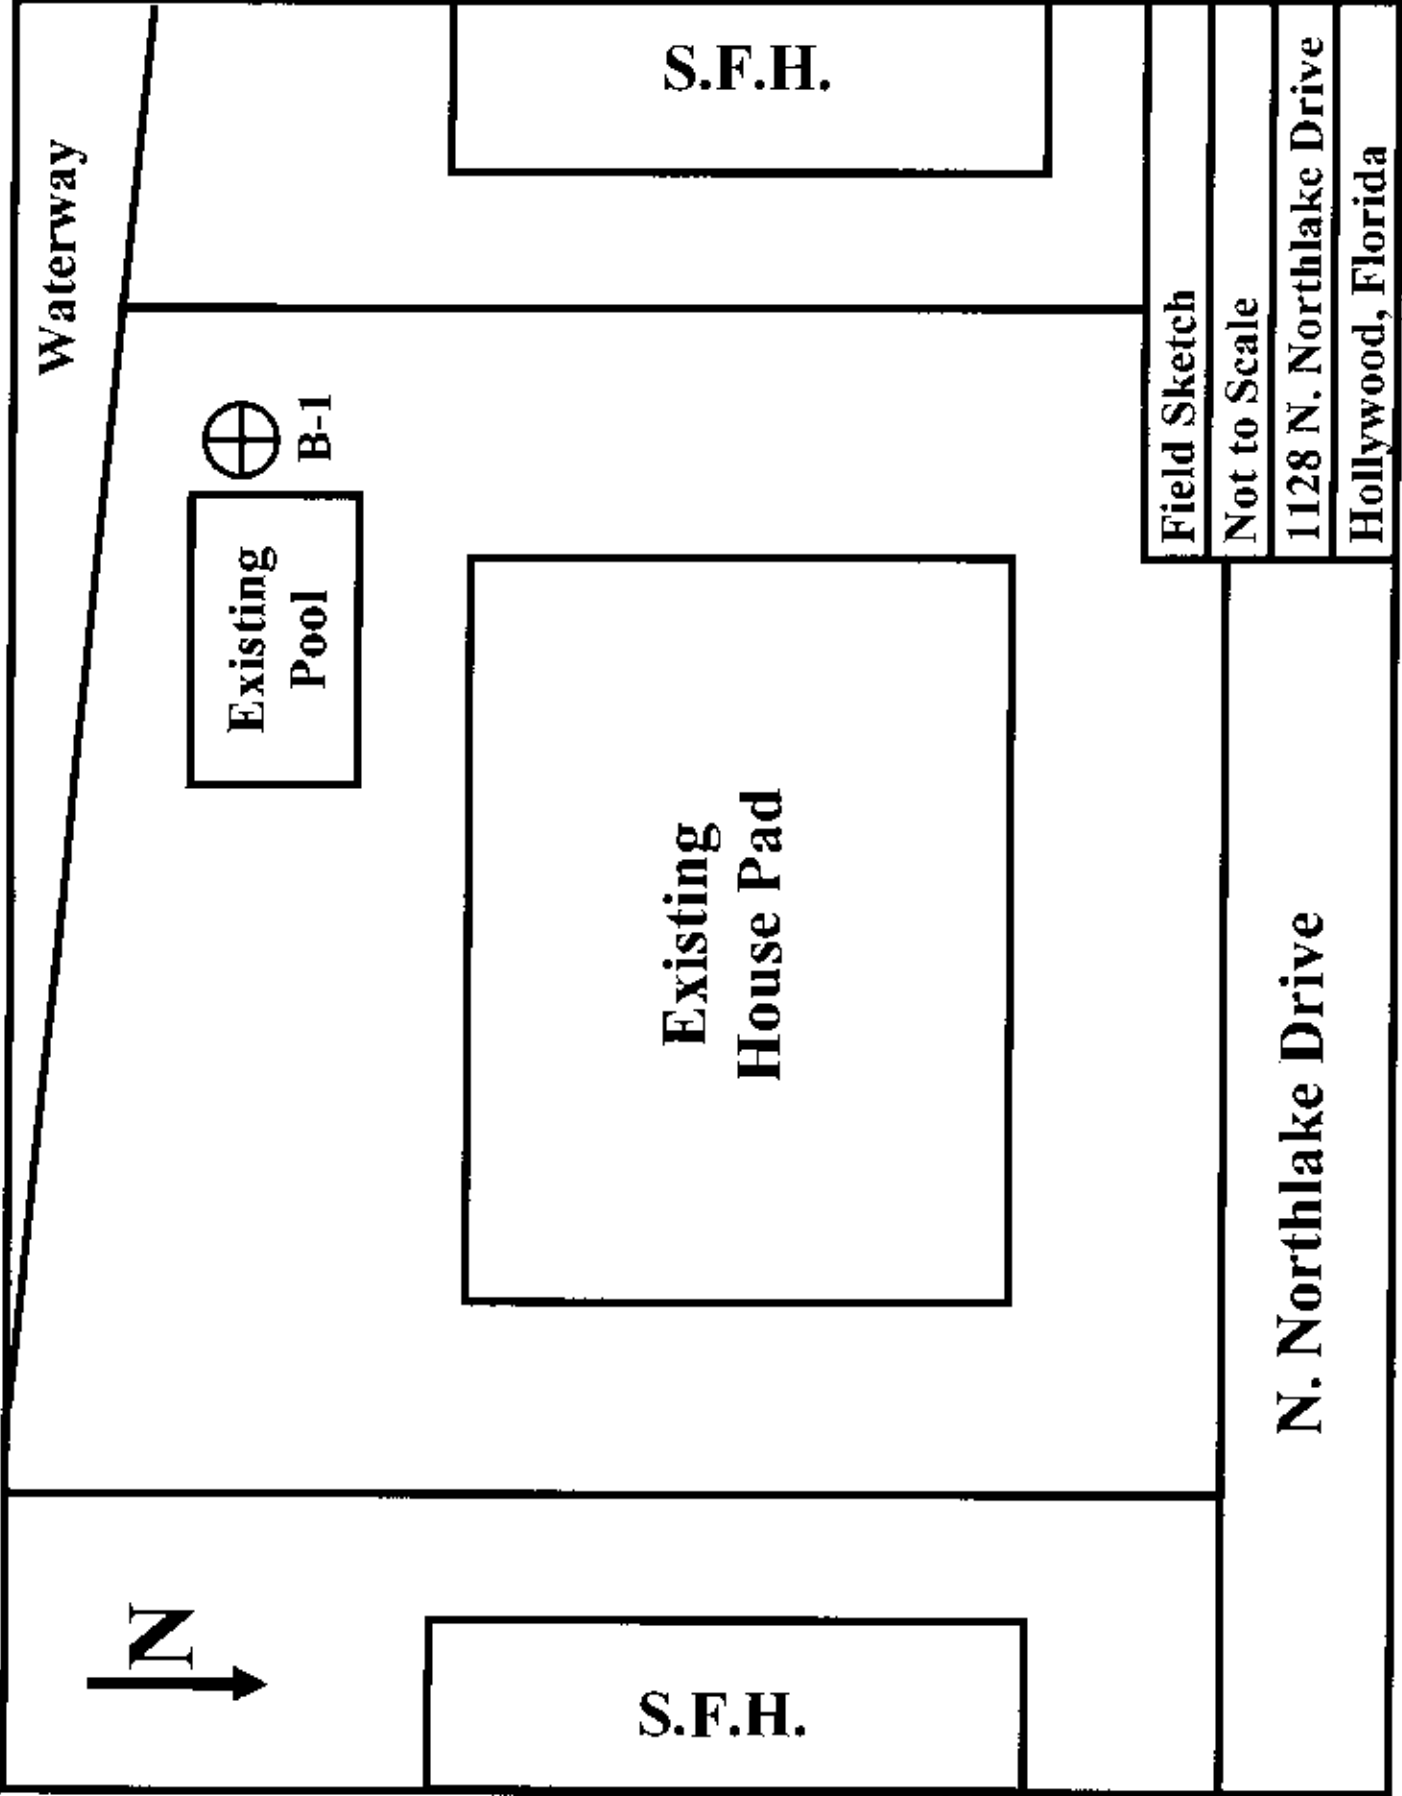 Waterway
S.F.H.
B-1
Existing
Pool
Existing
House Pad
N
S.F.H.
N. Northlake Drive
Field Sketch
Not to Scale
1128 N. Northlake Drive
Hollywood, Florida